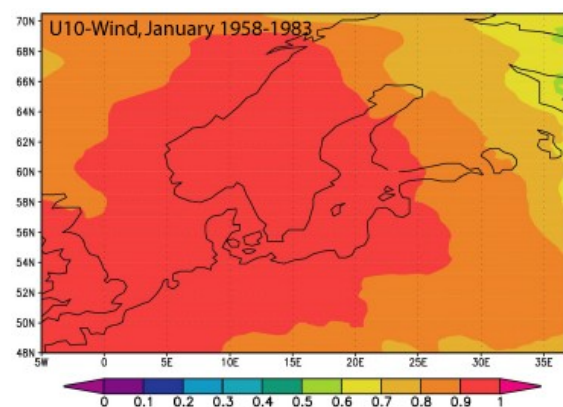 U10-Wind, January 1958-1983
70N
68N
66N
64N
62N
60N
58N
56N
54N
52N
50N
48N
5W 0 5E 10E 15E 20E 25E 30E 35E
0 0.1 0.2 0.3 0.4 0.5 0.6 0.7 0.8 0.9 1